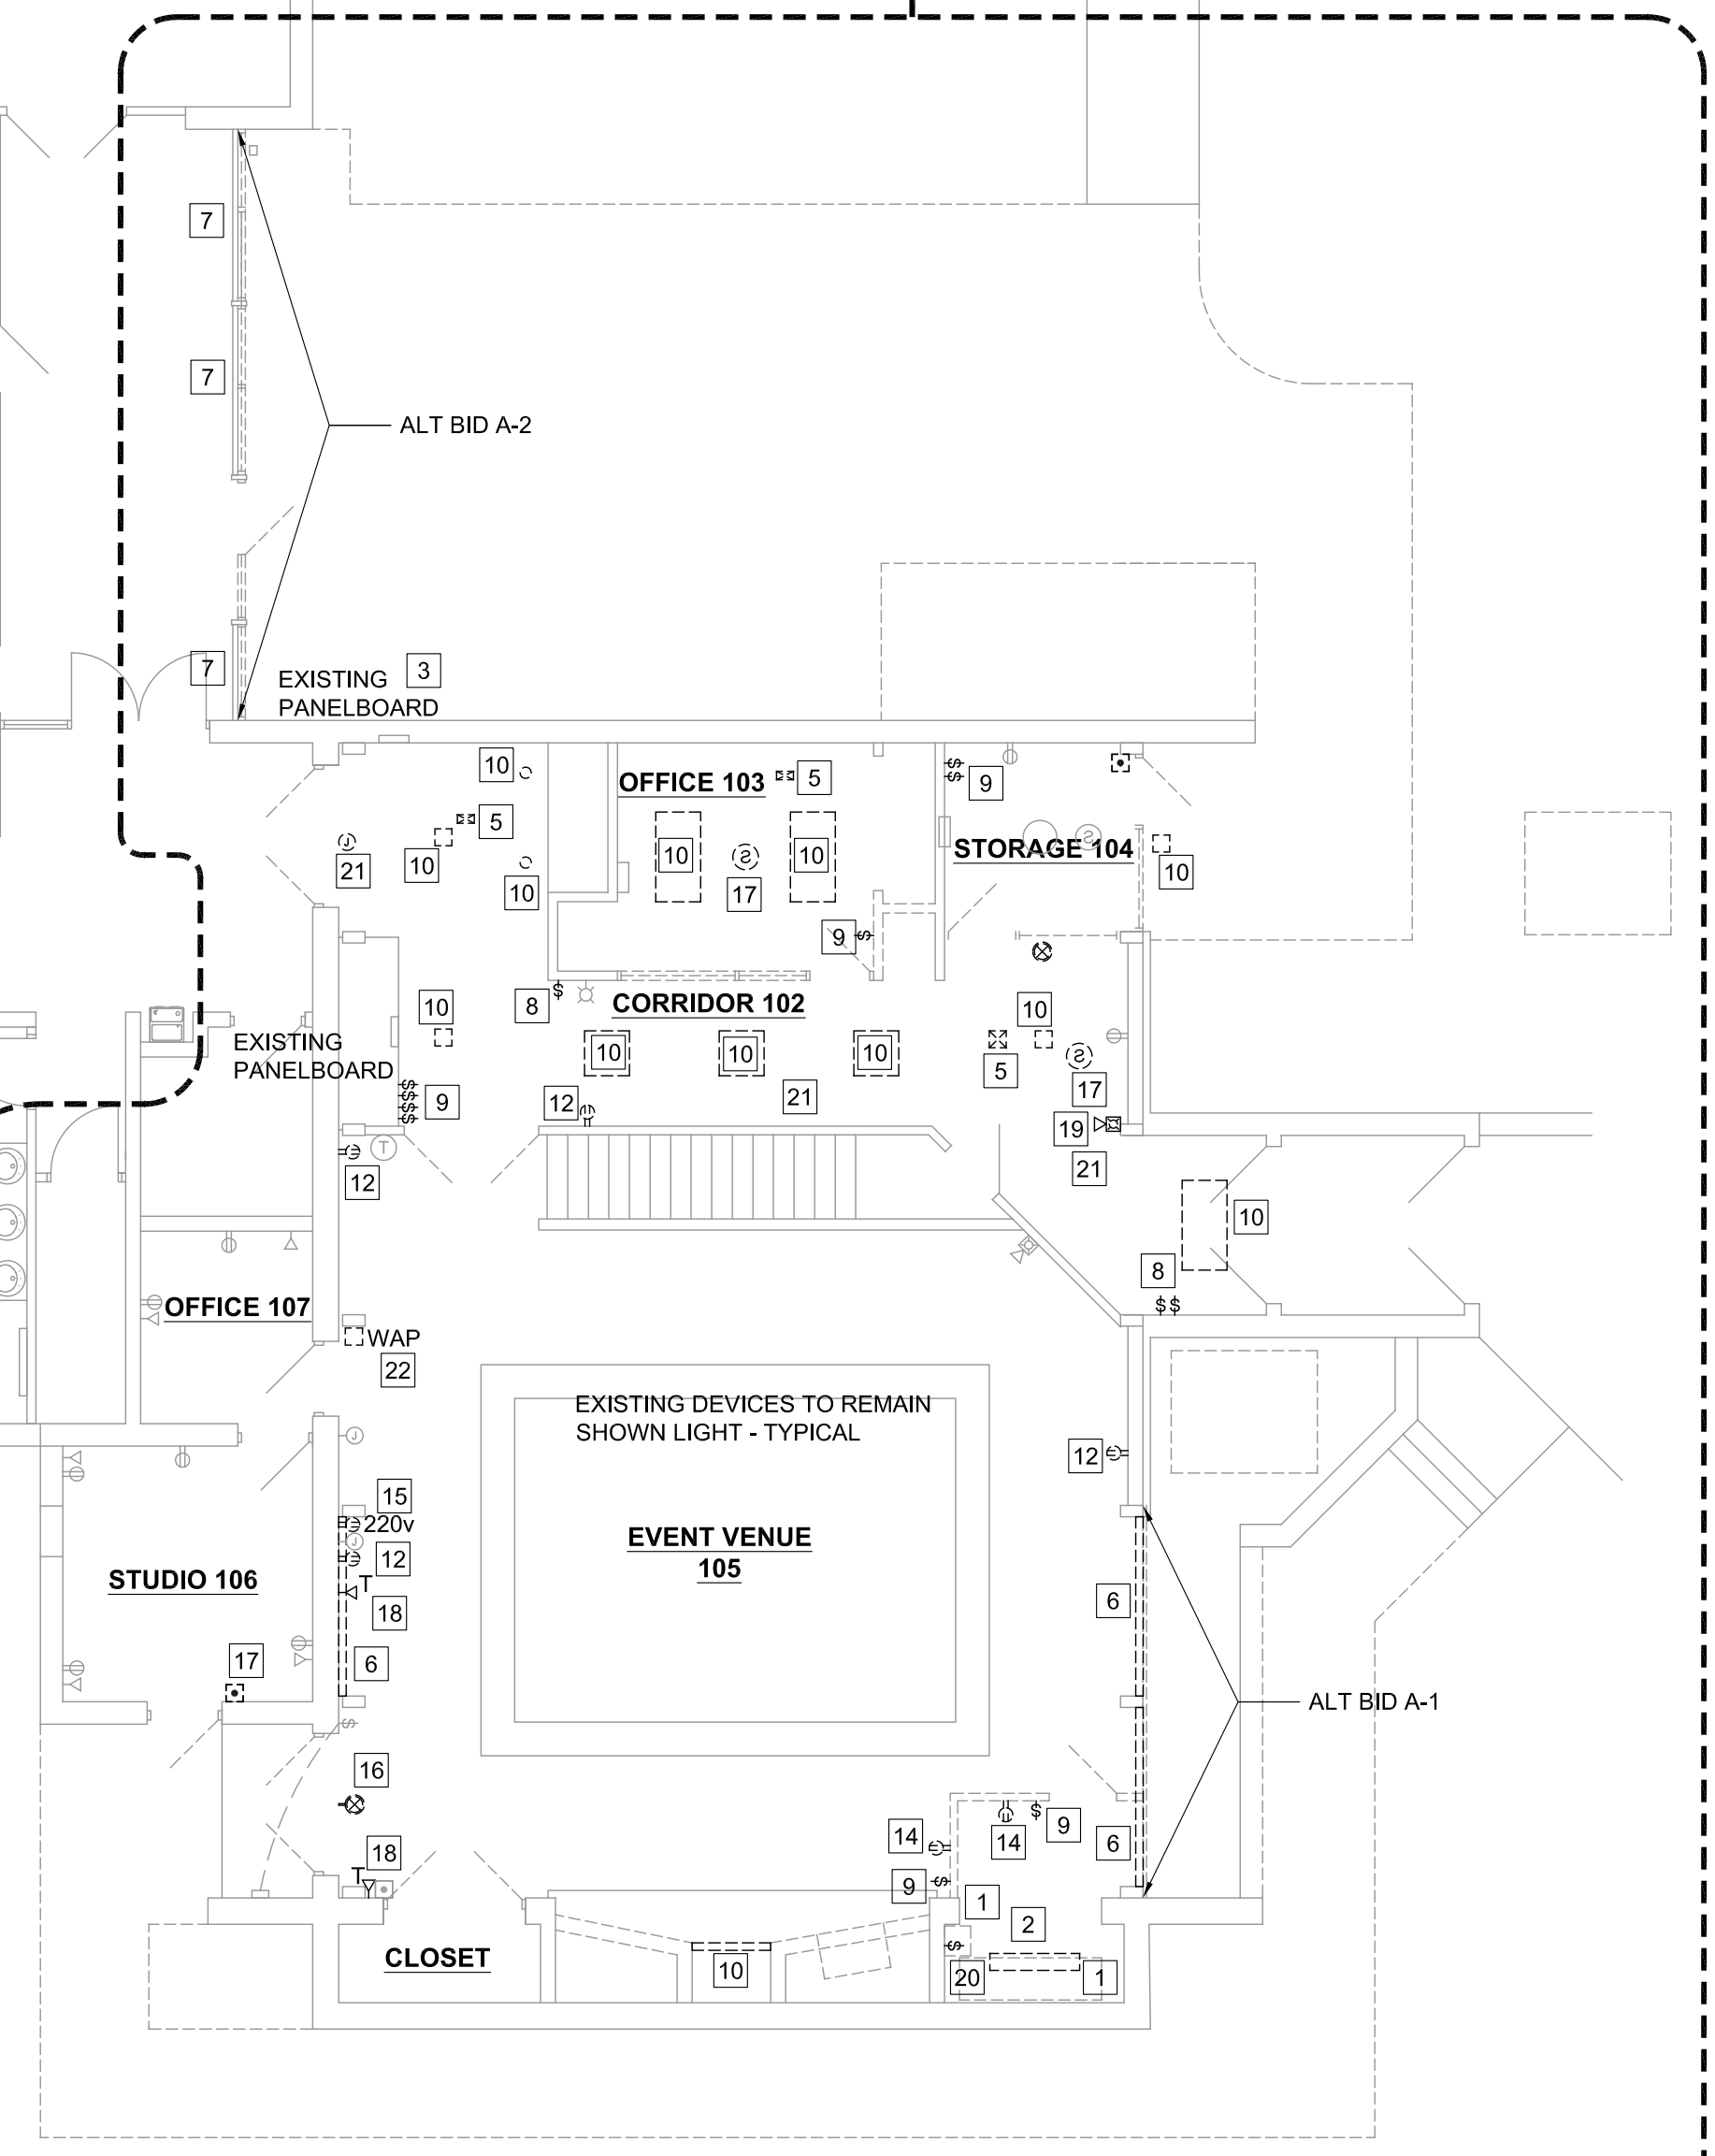 7
7
ALT BID A-2
7
EXISTING
PANELBOARD
3
10
OFFICE 103
5
9
5
10
10
10
21
10
17
10
STORAGE 104
10
9
8
CORRIDOR 102
10
10
EXISTING
PANELBOARD
10
10
10
5
S
17
9
12
21
19
T
12
21
10
8
OFFICE 107
WAP
22
EXISTING DEVICES TO REMAIN
SHOWN LIGHT - TYPICAL
J
12
15
220v
J
12
EVENT VENUE
105
STUDIO 106
T
18
6
6
17
ALT BID A-1
16
14
14
9
6
T
18
9
1
2
CLOSET
10
20
1